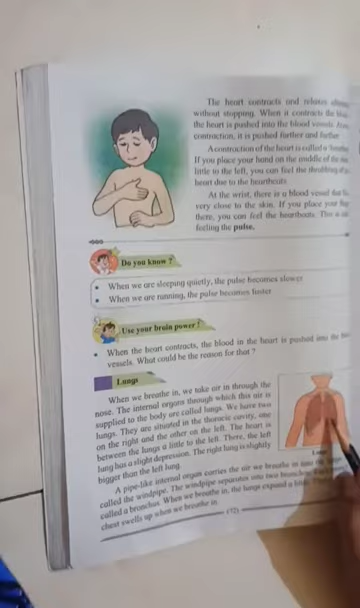 The heart contracts and relaxes
without stopping. When it contracts the
the heart is pushed into the blood vessels.
contraction, it is pushed further and further
A contraction of the heart is called a
If you place your hand on the middle of the
little to the left, you can feel the throbbing of
heart due to the heartbeats
At the wrist, there is a blood vessel that
very close to the skin. If you place your
there, you can feel the heartbeats. This is
feeling the pulse.
Do you know ?
• When we are sleeping quietly, the pulse becomes slower
• When we are running, the pulse becomes faster
Use your brain power !
• When the heart contracts, the blood in the heart is pushed into the
vessels. What could be the reason for that ?
Lungs
When we breathe in, we take air in through the
nose. The internal organs through which this air is
supplied to the body are called lungs. We have two
lungs. They are situated in the thoracic cavity, one
on the right and the other on the left. The heart is
between the lungs a little to the left. There, the left
lung has a slight depression. The right lung is slightly
bigger than the left lung.
Lungs
A pipe-like internal organ carries the air we breathe in into the
called the windpipe. The windpipe separates into two
called a bronchus. When we breathe in, the lungs expand a little.
chest swells up when we breathe in.
(72)